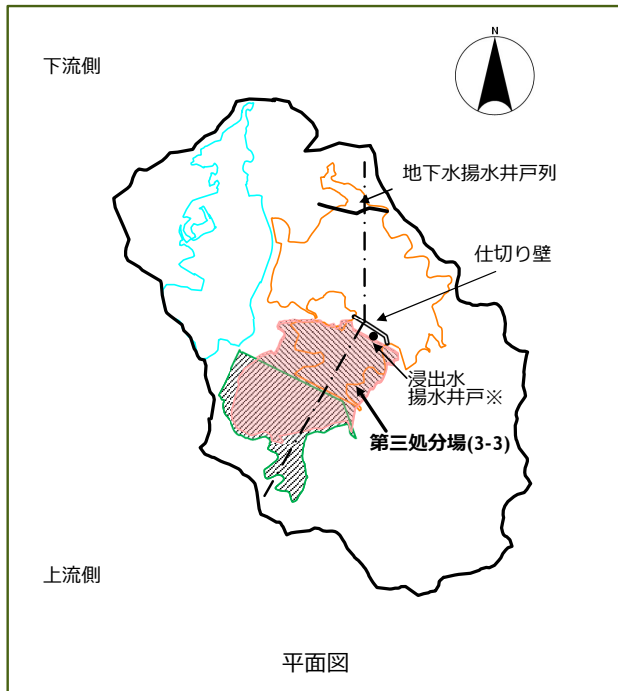 N
下流側
地下水揚水井戸列
仕切り壁
浸出水
揚水井戸※
第三処分場(3-3)
上流側
平面図